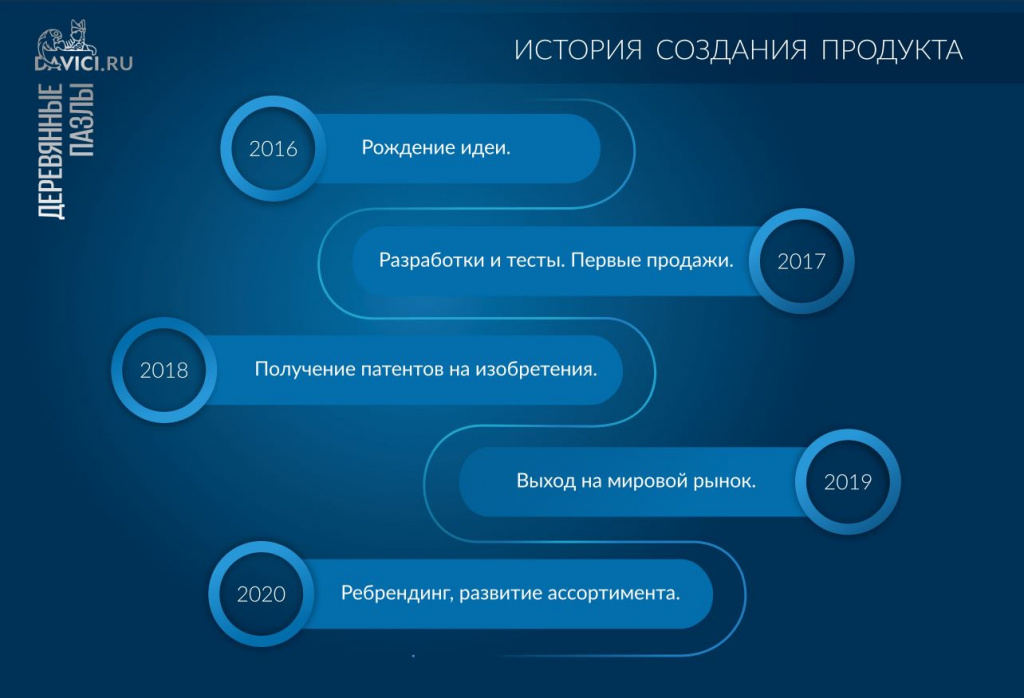 DAVICI.RU
ДЕРЕВЯННЫЕ
ПАЗЛЫ
ИСТОРИЯ СОЗДАНИЯ ПРОДУКТА
2016
Рождение идеи.
Разработки и тесты. Первые продажи.
2017
2018
Получение патентов на изобретения.
Выход на мировой рынок.
2019
2020
Ребрендинг, развитие ассортимента.